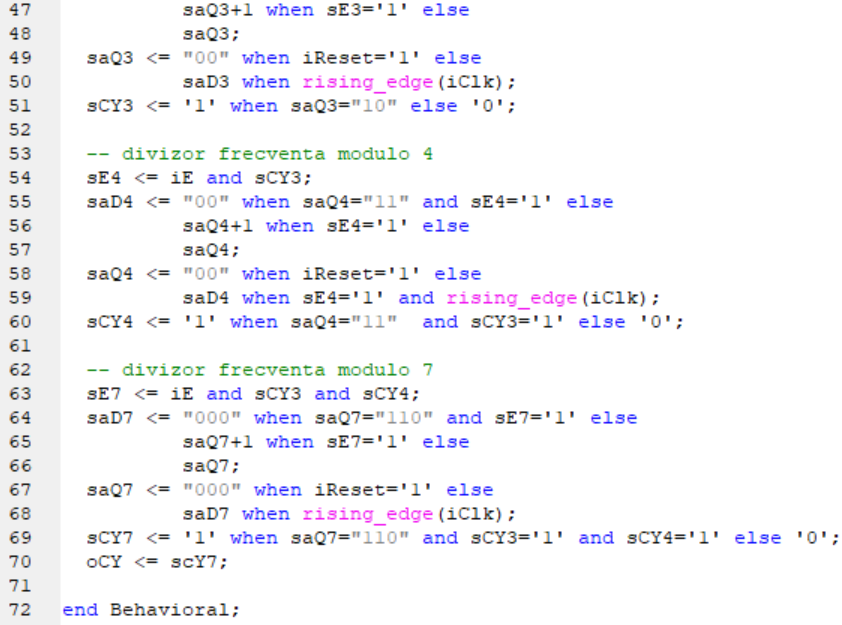 47 saQ3+1 when sE3='1' else
48 saQ3;
49 saQ3 <= "00" when iReset='1' else
50 saD3 when rising_edge(iClk);
51 sCY3 <= '1' when saQ3="10" else '0';
52
53 -- divizor frecventa modulo 4
54 sE4 <= iE and sCY3;
55 saD4 <= "00" when saQ4="11" and sE4='1' else
56 saQ4+1 when sE4='1' else
57 saQ4;
58 saQ4 <= "00" when iReset='1' else
59 saD4 when sE4='1' and rising_edge(iClk);
60 sCY4 <= '1' when saQ4="11"  and sCY3='1' else '0';
61
62 -- divizor frecventa modulo 7
63 sE7 <= iE and sCY3 and sCY4;
64 saD7 <= "000" when saQ7="110" and sE7='1' else
65 saQ7+1 when sE7='1' else
66 saQ7;
67 saQ7 <= "000" when iReset='1' else
68 saD7 when rising_edge(iClk);
69 sCY7 <= '1' when saQ7="110" and sCY3='1' and sCY4='1' else '0';
70 oCY <= scY7;
71
72 end Behavioral;